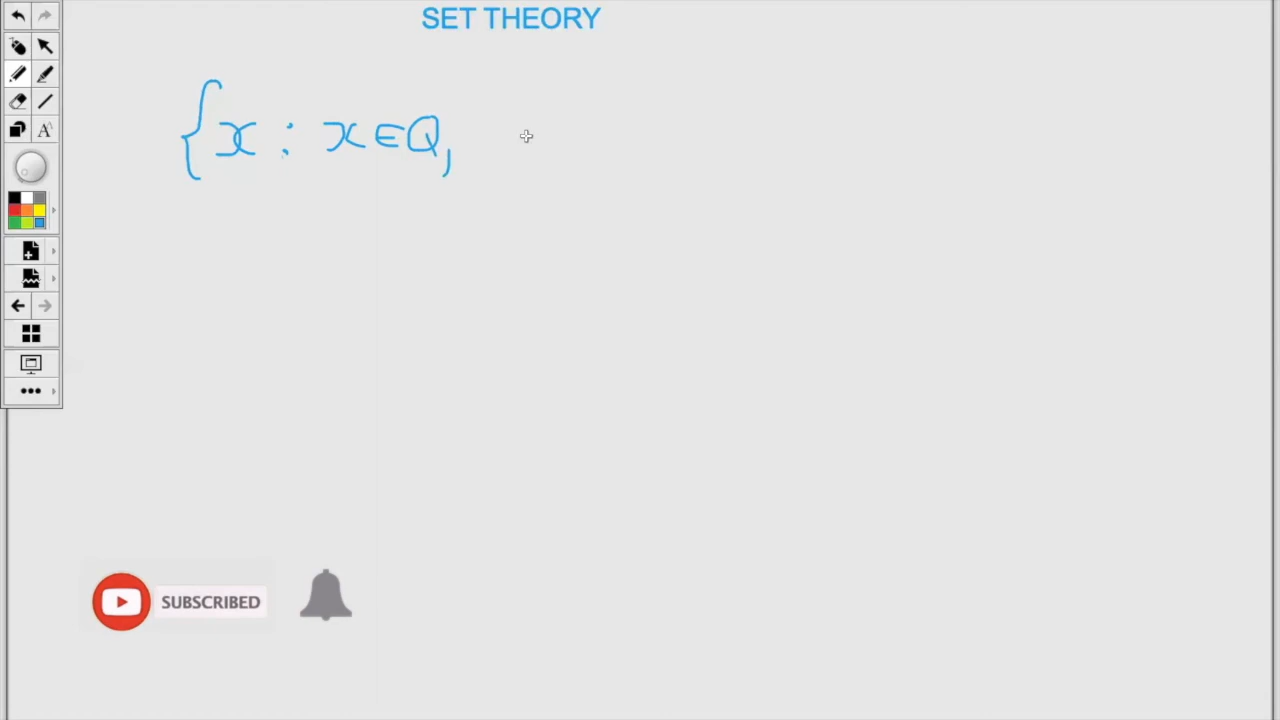 SET THEORY
{x : x∈Q,
SUBSCRIBED